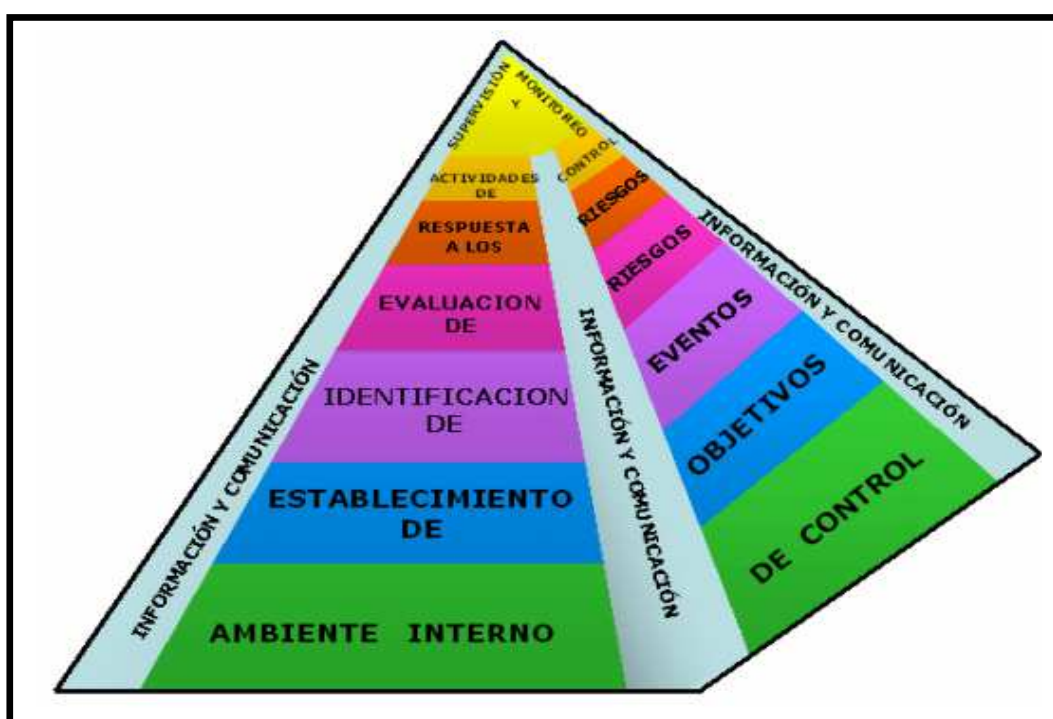 SUPERVISIÓN
Y
MONITOREO
ACTIVIDADES
DE
CONTROL
RESPUESTA
A LOS
RIESGOS
EVALUACION
DE
RIESGOS
IDENTIFICACION
DE
EVENTOS
ESTABLECIMIENTO
DE
OBJETIVOS
AMBIENTE INTERNO
DE CONTROL
INFORMACIÓN Y COMUNICACIÓN
INFORMACIÓN Y COMUNICACIÓN
INFORMACIÓN Y COMUNICACIÓN